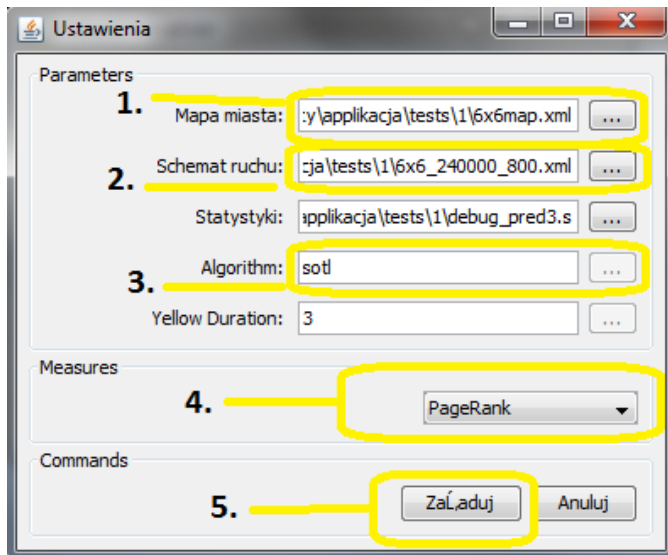 Ustawienia
Parameters
1. Mapa miasta: :y\applikacja\tests\1\6x6map.xml ...
2. Schemat ruchu: :ja\tests\1\6x6_240000_800.xml ...
Statystyki: applikacja\tests\1\debug_pred3.s ...
3. Algorithm: sotl ...
Yellow Duration: 3 ...
Measures
4. PageRank
Commands
5. ZaĹ‚aduj Anuluj